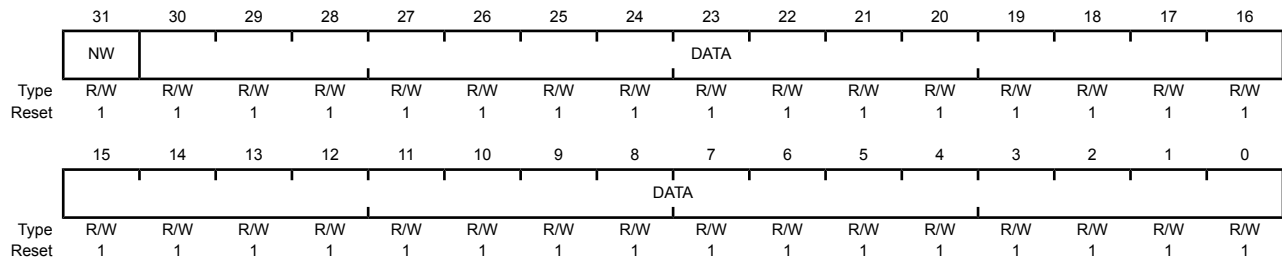 31 30 29 28 27 26 25 24 23 22 21 20 19 18 17 16
NW DATA
Type R/W R/W R/W R/W R/W R/W R/W R/W R/W R/W R/W R/W R/W R/W R/W R/W
Reset 1 1 1 1 1 1 1 1 1 1 1 1 1 1 1 1
15 14 13 12 11 10 9 8 7 6 5 4 3 2 1 0
DATA
Type R/W R/W R/W R/W R/W R/W R/W R/W R/W R/W R/W R/W R/W R/W R/W R/W
Reset 1 1 1 1 1 1 1 1 1 1 1 1 1 1 1 1